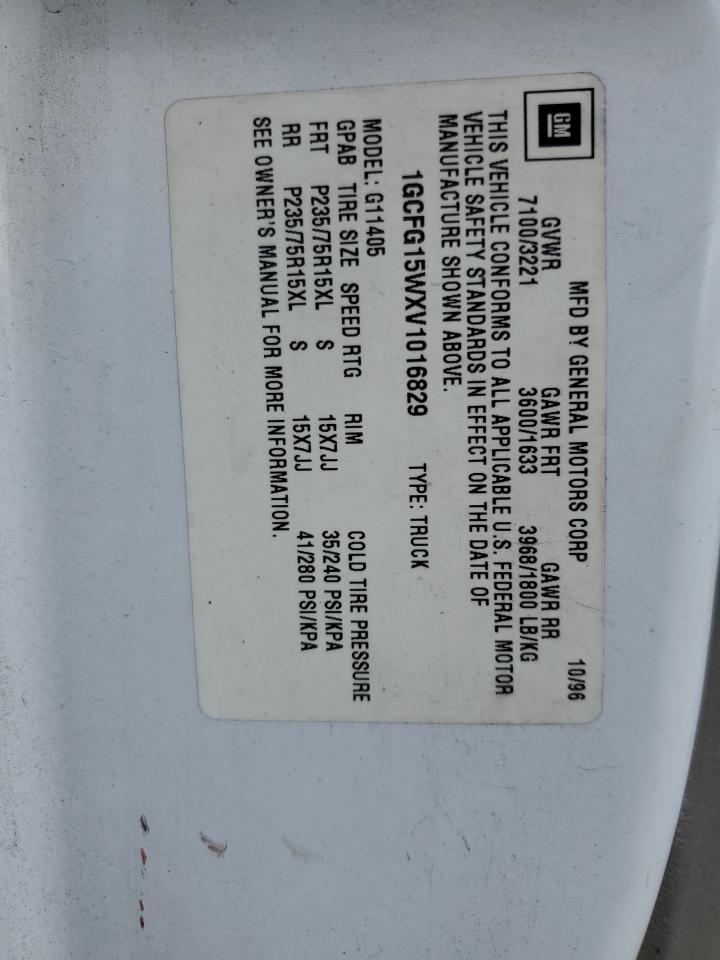 GM
MFD BY GENERAL MOTORS CORP 10/96
GVWR GAWR FRT GAWR RR
7100/3221 3600/1633 3968/1800 LB/KG
THIS VEHICLE CONFORMS TO ALL APPLICABLE U.S. FEDERAL MOTOR
VEHICLE SAFETY STANDARDS IN EFFECT ON THE DATE OF
MANUFACTURE SHOWN ABOVE.
1GCFG15WXV1016829 TYPE: TRUCK
MODEL: G11405
GPAB TIRE SIZE SPEED RTG RIM COLD TIRE PRESSURE
FRT P235/75R15XL S 15X7JJ 35/240 PSI/KPA
RR P235/75R15XL S 15X7JJ 41/280 PSI/KPA
SEE OWNER'S MANUAL FOR MORE INFORMATION.